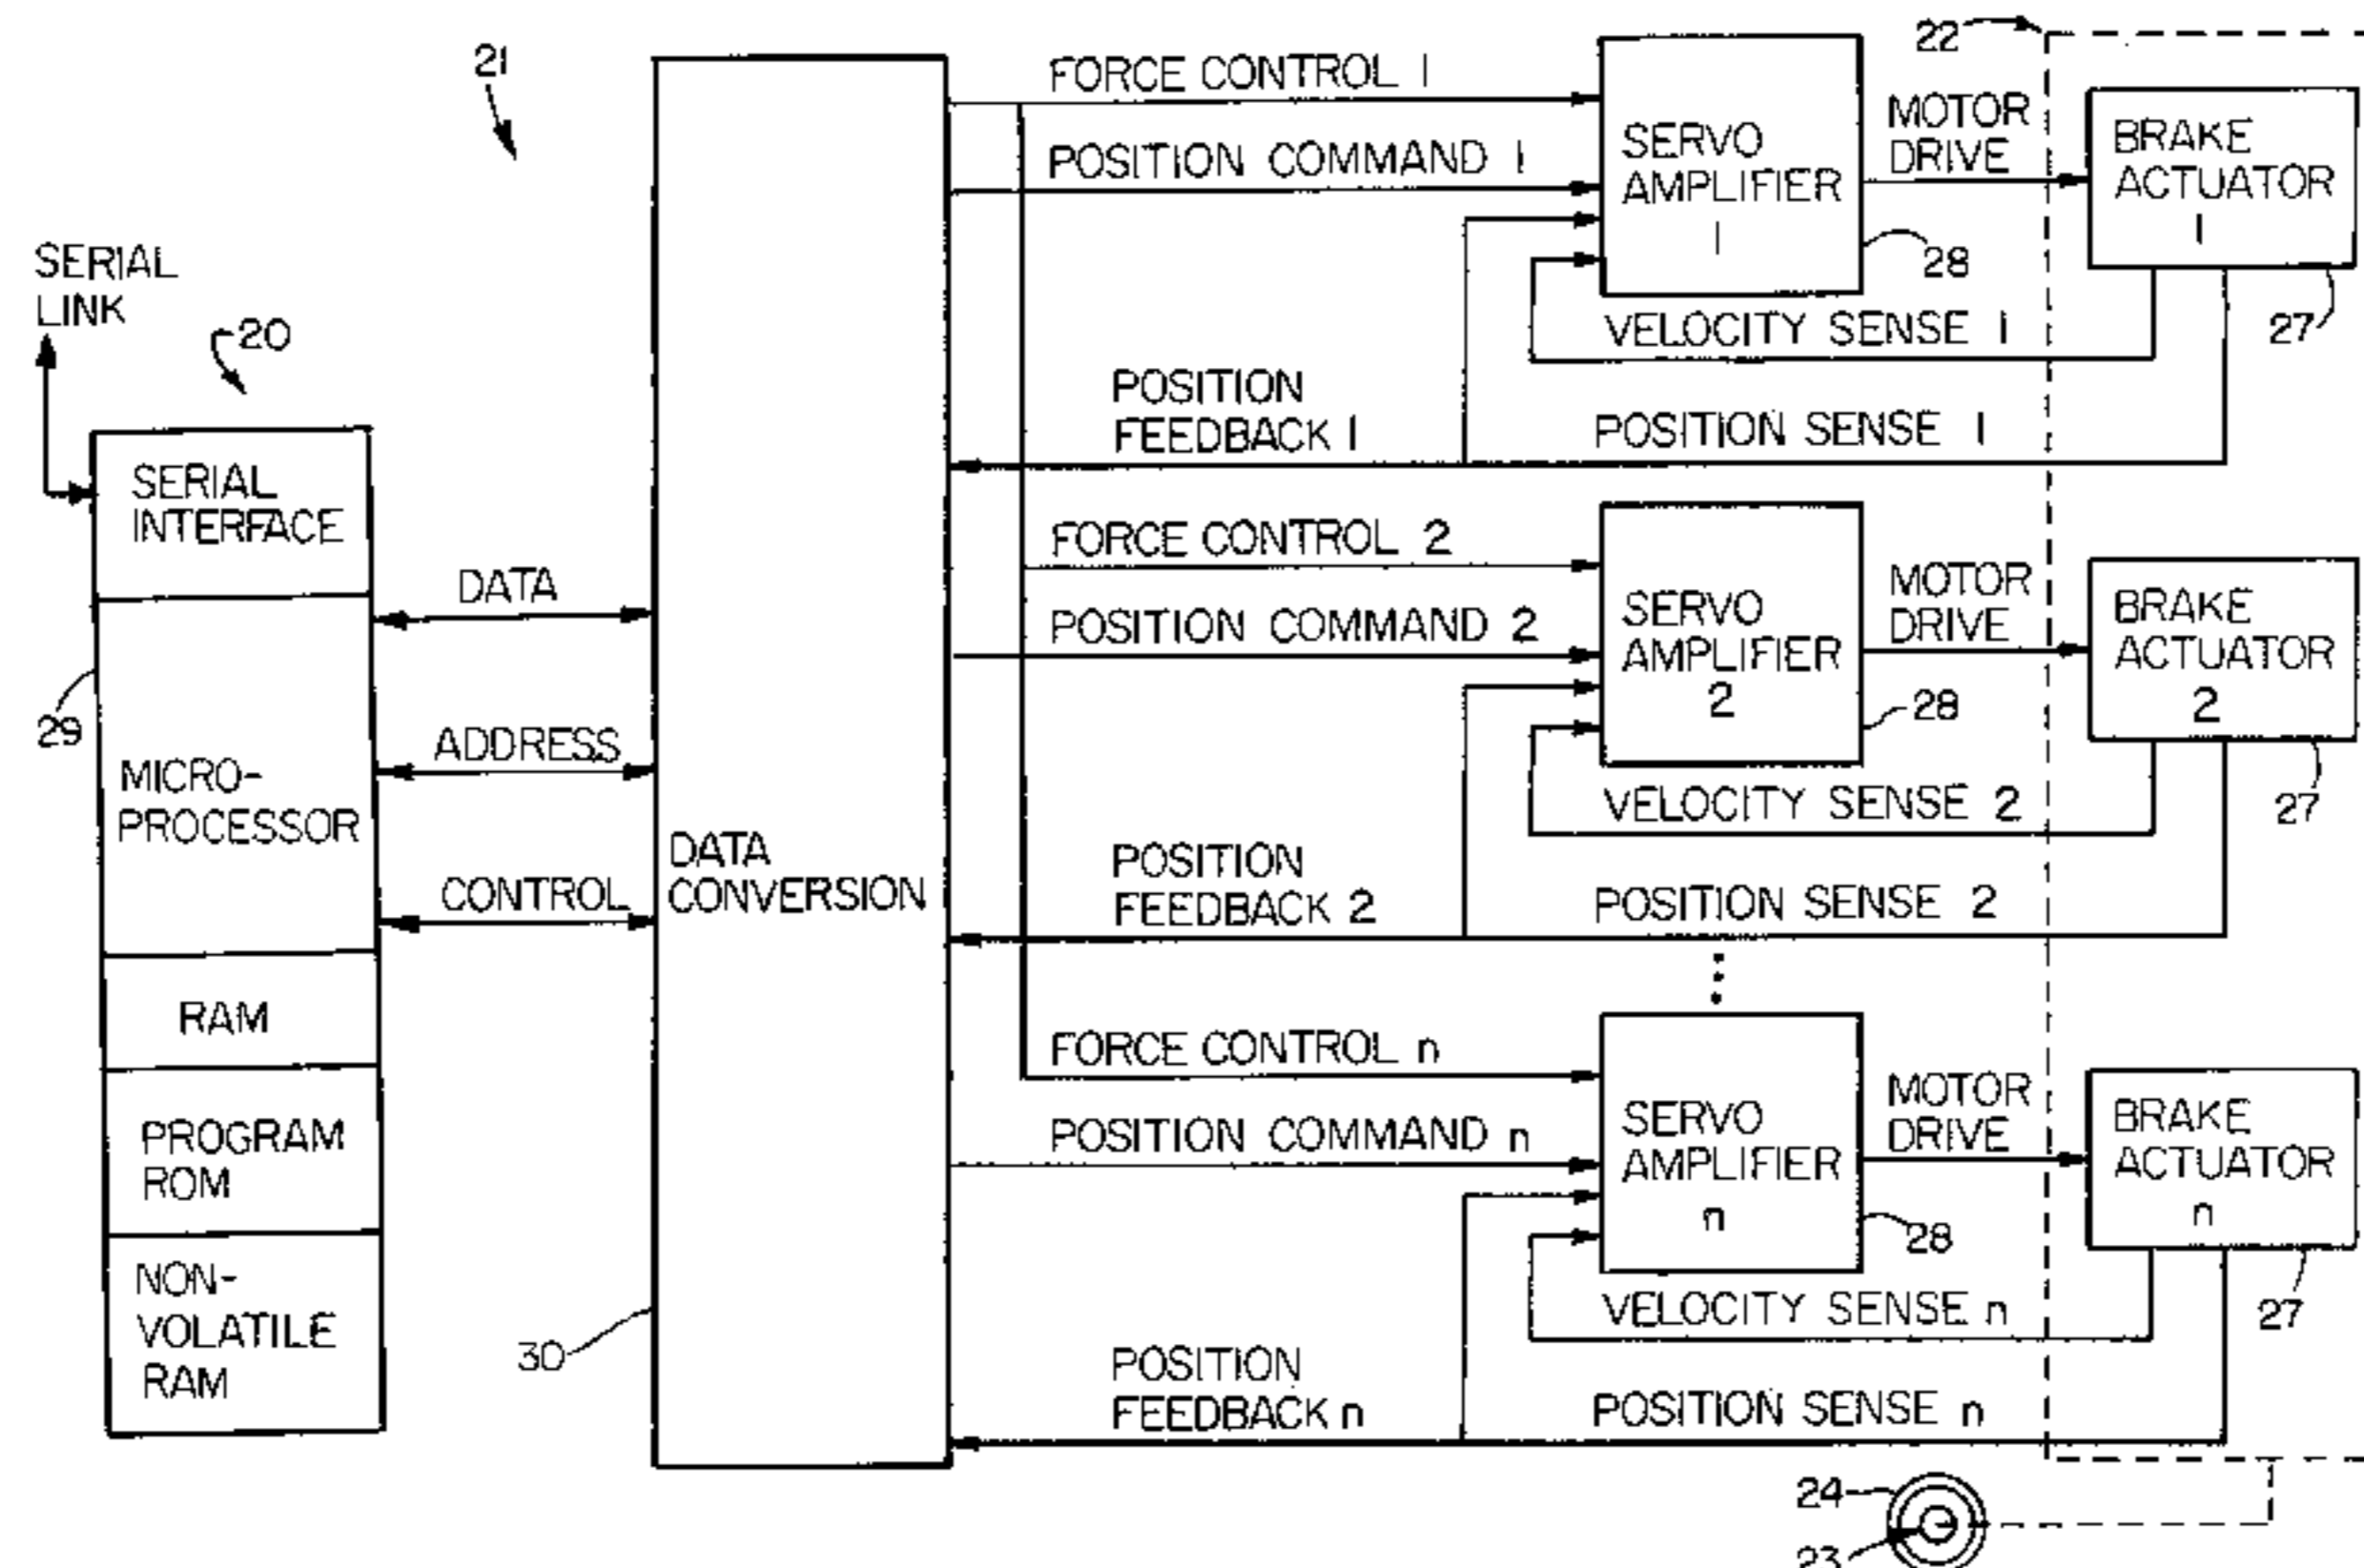 21
22
SERIAL
LINK
20
SERIAL
INTERFACE
MICRO-
PROCESSOR
29
RAM
PROGRAM
ROM
NON-
VOLATILE
RAM
DATA
ADDRESS
CONTROL
DATA
CONVERSION
30
FORCE CONTROL 1
POSITION COMMAND 1
SERVO
AMPLIFIER
1
28
MOTOR
DRIVE
BRAKE
ACTUATOR
1
27
VELOCITY SENSE 1
POSITION
FEEDBACK 1
POSITION SENSE 1
FORCE CONTROL 2
POSITION COMMAND 2
SERVO
AMPLIFIER
2
28
MOTOR
DRIVE
BRAKE
ACTUATOR
2
27
VELOCITY SENSE 2
POSITION
FEEDBACK 2
POSITION SENSE 2
FORCE CONTROL n
POSITION COMMAND n
SERVO
AMPLIFIER
n
28
MOTOR
DRIVE
BRAKE
ACTUATOR
n
27
VELOCITY SENSE n
POSITION
FEEDBACK n
POSITION SENSE n
24
23